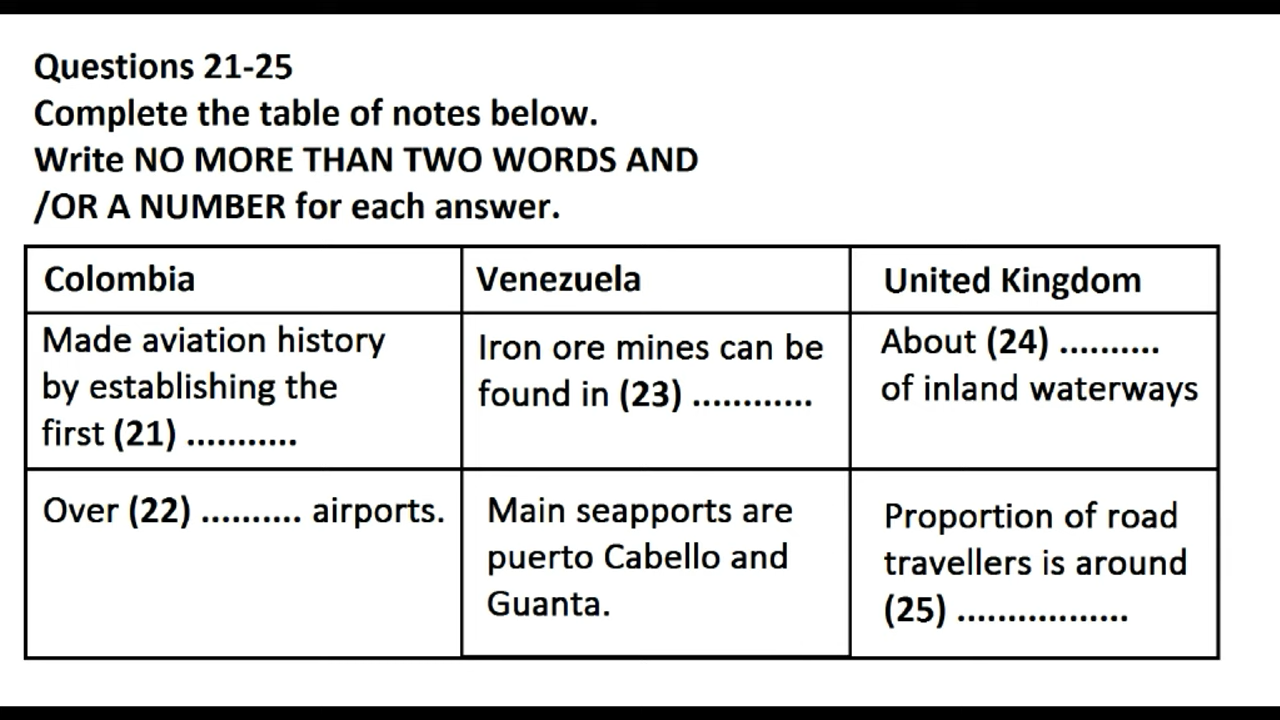 Questions 21-25
Complete the table of notes below.
Write NO MORE THAN TWO WORDS AND
/OR A NUMBER for each answer.
Colombia
Venezuela
United Kingdom
Made aviation history
by establishing the
first (21) ...........
Iron ore mines can be
found in (23) ............
About (24) ..........
of inland waterways
Over (22) .......... airports.
Main seapports are
puerto Cabello and
Guanta.
Proportion of road
travellers is around
(25) .................